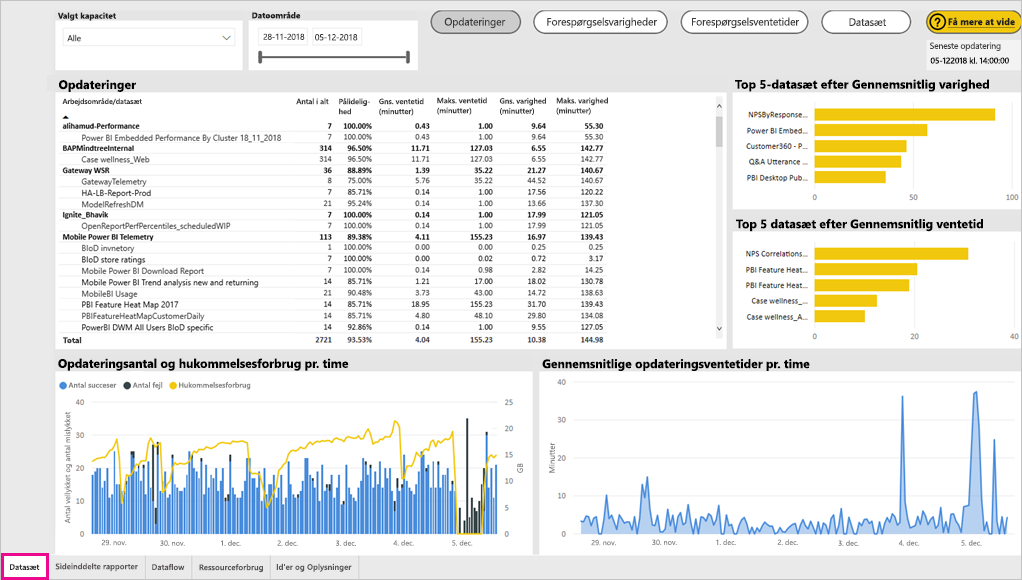 Valgt kapacitet
Alle
Datoområde
28-11-2018 05-12-2018
Opdateringer
Forespørgselsvarigheder
Forespørgselsventetider
Datasæt
? Få mere at vide
Seneste opdatering
05-122018 kl. 14:00:00
Opdateringer
Arbejdsområde/datasæt Antal i alt Pålidelig-hed Gns. ventetid (minutter) Maks. ventetid (minutter) Gns. varighed (minutter) Maks. varighed (minutter)
alihamud-Performance 7 100.00% 0.43 1.00 9.64 55.30
Power BI Embedded Performance By Cluster 18_11_2018 7 100.00% 0.43 1.00 9.64 55.30
BAPMindtreeInternal 314 96.50% 11.71 127.03 6.55 142.77
Case wellness_Web 314 96.50% 11.71 127.03 6.55 142.77
Gateway WSR 36 88.89% 1.39 35.22 21.27 140.67
GatewayTelemetry 8 75.00% 5.76 35.22 44.52 140.67
HA-LB-Report-Prod 7 85.71% 0.14 1.00 17.56 120.22
ModelRefreshDM 21 95.24% 0.14 1.00 13.66 137.30
Ignite_Bhavik 7 100.00% 0.14 1.00 17.99 121.05
OpenReportPerfPercentiles_scheduledWIP 7 100.00% 0.14 1.00 17.99 121.05
Mobile Power BI Telemetry 113 89.38% 4.11 155.23 16.97 139.43
BIoD invnetory 1 100.00% 0.00 0.00 0.25 0.25
BIoD store ratings 7 100.00% 0.00 0.02 0.72 3.17
Mobile Power BI Download Report 7 100.00% 0.14 0.98 2.82 14.25
Mobile Power BI Trend analysis new and returning 14 85.71% 1.21 17.00 18.02 130.78
MobileBI Usage 21 90.48% 3.73 43.00 14.72 138.63
PBI Feature Heat Map 2017 14 85.71% 18.95 155.23 31.70 139.43
PBIFeatureHeatMapCustomerDaily 14 85.71% 4.80 48.10 29.80 134.08
PowerBI DWM All Users BIoD specific 14 92.86% 0.14 1.00 9.55 127.05
Total 2721 93.53% 4.04 155.23 10.38 144.98
Top 5-datasæt efter Gennemsnitlig varighed
NPSByResponse...
Power BI Embed...
Customer360 - P...
Q&A Utterance ...
PBI Desktop Pub...
0 50 100
Top 5 datasæt efter Gennemsnitlig ventetid
NPS Correlations...
PBI Feature Heat...
PBI Feature Heat...
Case wellness_...
Case wellness_A...
0 20 40
Opdateringsantal og hukommelsesforbrug pr. time
Antal succeser Antal fejl Hukommelsesforbrug
Antal vellykket og antal mislykket
40
30
20
10
0
25
20
15
10
5
0
GB
29. nov. 30. nov. 1. dec. 2. dec. 3. dec. 4. dec. 5. dec.
Gennemsnitlige opdateringsventetider pr. time
Minutter
40
30
20
10
0
29. nov. 30. nov. 1. dec. 2. dec. 3. dec. 4. dec. 5. dec.
Datasæt Sideinddelte rapporter Dataflow Ressourceforbrug Id'er og Oplysninger